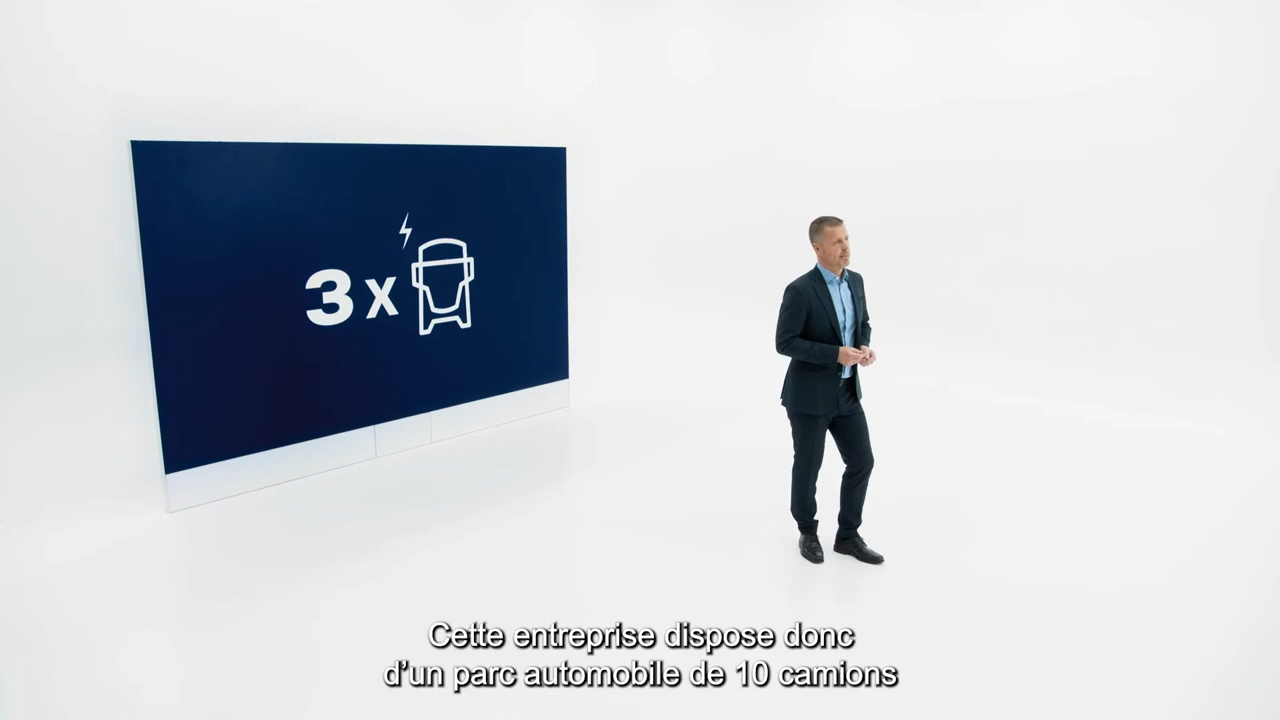 3 x
Cette entreprise dispose donc
d'un parc automobile de 10 camions